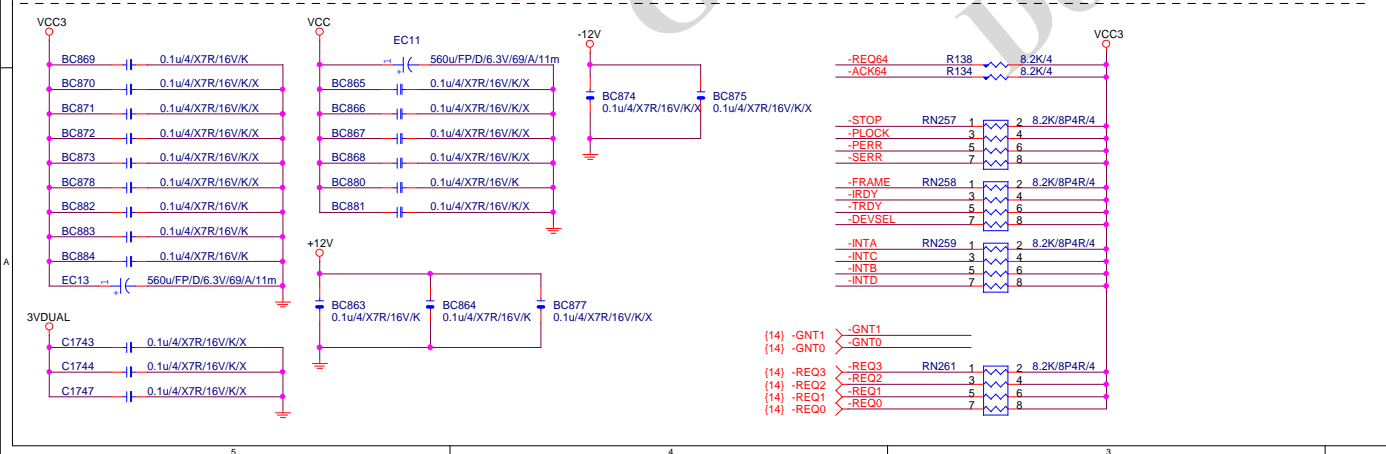 VCC3
BC869 0.1u/4/X7R/16V/K
BC870 0.1u/4/X7R/16V/K/X
BC871 0.1u/4/X7R/16V/K/X
BC872 0.1u/4/X7R/16V/K/X
BC873 0.1u/4/X7R/16V/K/X
BC878 0.1u/4/X7R/16V/K/X
BC882 0.1u/4/X7R/16V/K
BC883 0.1u/4/X7R/16V/K
BC884 0.1u/4/X7R/16V/K
EC13 1 + 560u/FP/D/6.3V/69/A/11m
3VDUAL
C1743 0.1u/4/X7R/16V/K/X
C1744 0.1u/4/X7R/16V/K/X
C1747 0.1u/4/X7R/16V/K/X
VCC
EC11
1 + 560u/FP/D/6.3V/69/A/11m
BC865 0.1u/4/X7R/16V/K/X
BC866 0.1u/4/X7R/16V/K/X
BC867 0.1u/4/X7R/16V/K/X
BC868 0.1u/4/X7R/16V/K/X
BC880 0.1u/4/X7R/16V/K
BC881 0.1u/4/X7R/16V/K/X
+12V
BC863 BC864 BC877
0.1u/4/X7R/16V/K 0.1u/4/X7R/16V/K 0.1u/4/X7R/16V/K/X
-12V
BC874 BC875
0.1u/4/X7R/16V/K/X 0.1u/4/X7R/16V/K/X
VCC3
-REQ64 R138 8.2K/4
-ACK64 R134 8.2K/4
-STOP RN257 1 2 8.2K/8P4R/4
-PLOCK 3 4
-PERR 5 6
-SERR 7 8
-FRAME RN258 1 2 8.2K/8P4R/4
-IRDY 3 4
-TRDY 5 6
-DEVSEL 7 8
-INTA RN259 1 2 8.2K/8P4R/4
-INTC 3 4
-INTB 5 6
-INTD 7 8
{14} -GNT1 -GNT1
{14} -GNT0 -GNT0
{14} -REQ3 -REQ3 RN261 1 2 8.2K/8P4R/4
{14} -REQ2 -REQ2 3 4
{14} -REQ1 -REQ1 5 6
{14} -REQ0 -REQ0 7 8
A
5 4 3